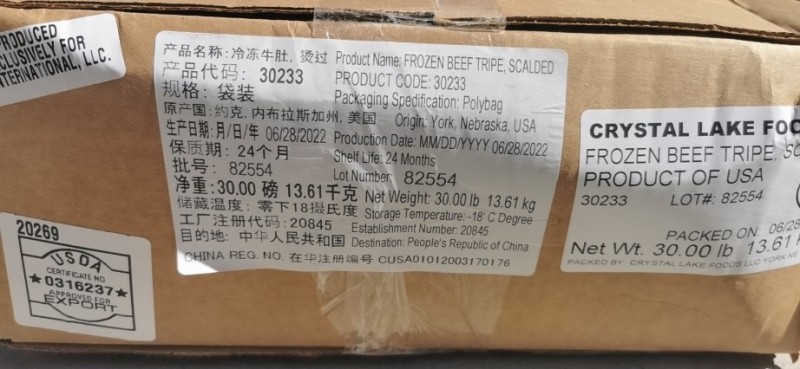 PRODUCED
CLUSIVELY FOR
TERNATIONAL, LLC.
产品名称:冷冻牛肚,烫过 Product Name: FROZEN BEEF TRIPE, SCALDED
产品代码: 30233 PRODUCT CODE: 30233
规格: 袋装 Packaging Specification: Polybag
原产国:约克, 内布拉斯加州, 美国 Origin: York, Nebraska, USA
生产日期:月/日/年 06/28/2022 Production Date: MM/DD/YYYY 06/28/2022
保质期: 24个月 Shelf Life: 24 Months
批号: 82554 Lot Number: 82554
净重:30.00 磅 13.61千克 Net Weight: 30.00 lb 13.61 kg
储藏温度: 零下18摄氏度 Storage Temperature: -18' C Degree
工厂注册代码:20845 Establishment Number: 20845
目的地: 中华人民共和国 Destination: People's Republic of China
CHINA REG. NO. 在华注册编号 CUSA01012003170176
20269
USDA
CERTIFICATE NO
0316237
APPROVED FOR
EXPORT
CRYSTAL LAKE FOO
FROZEN BEEF TRIPE, SC
PRODUCT OF USA
30233 LOT#: 82554
PACKED ON: 06/28
Net Wt. 30.00 lb 13.61 k
PACKED BY: CRYSTAL LAKE FOODS LLC YORK NE